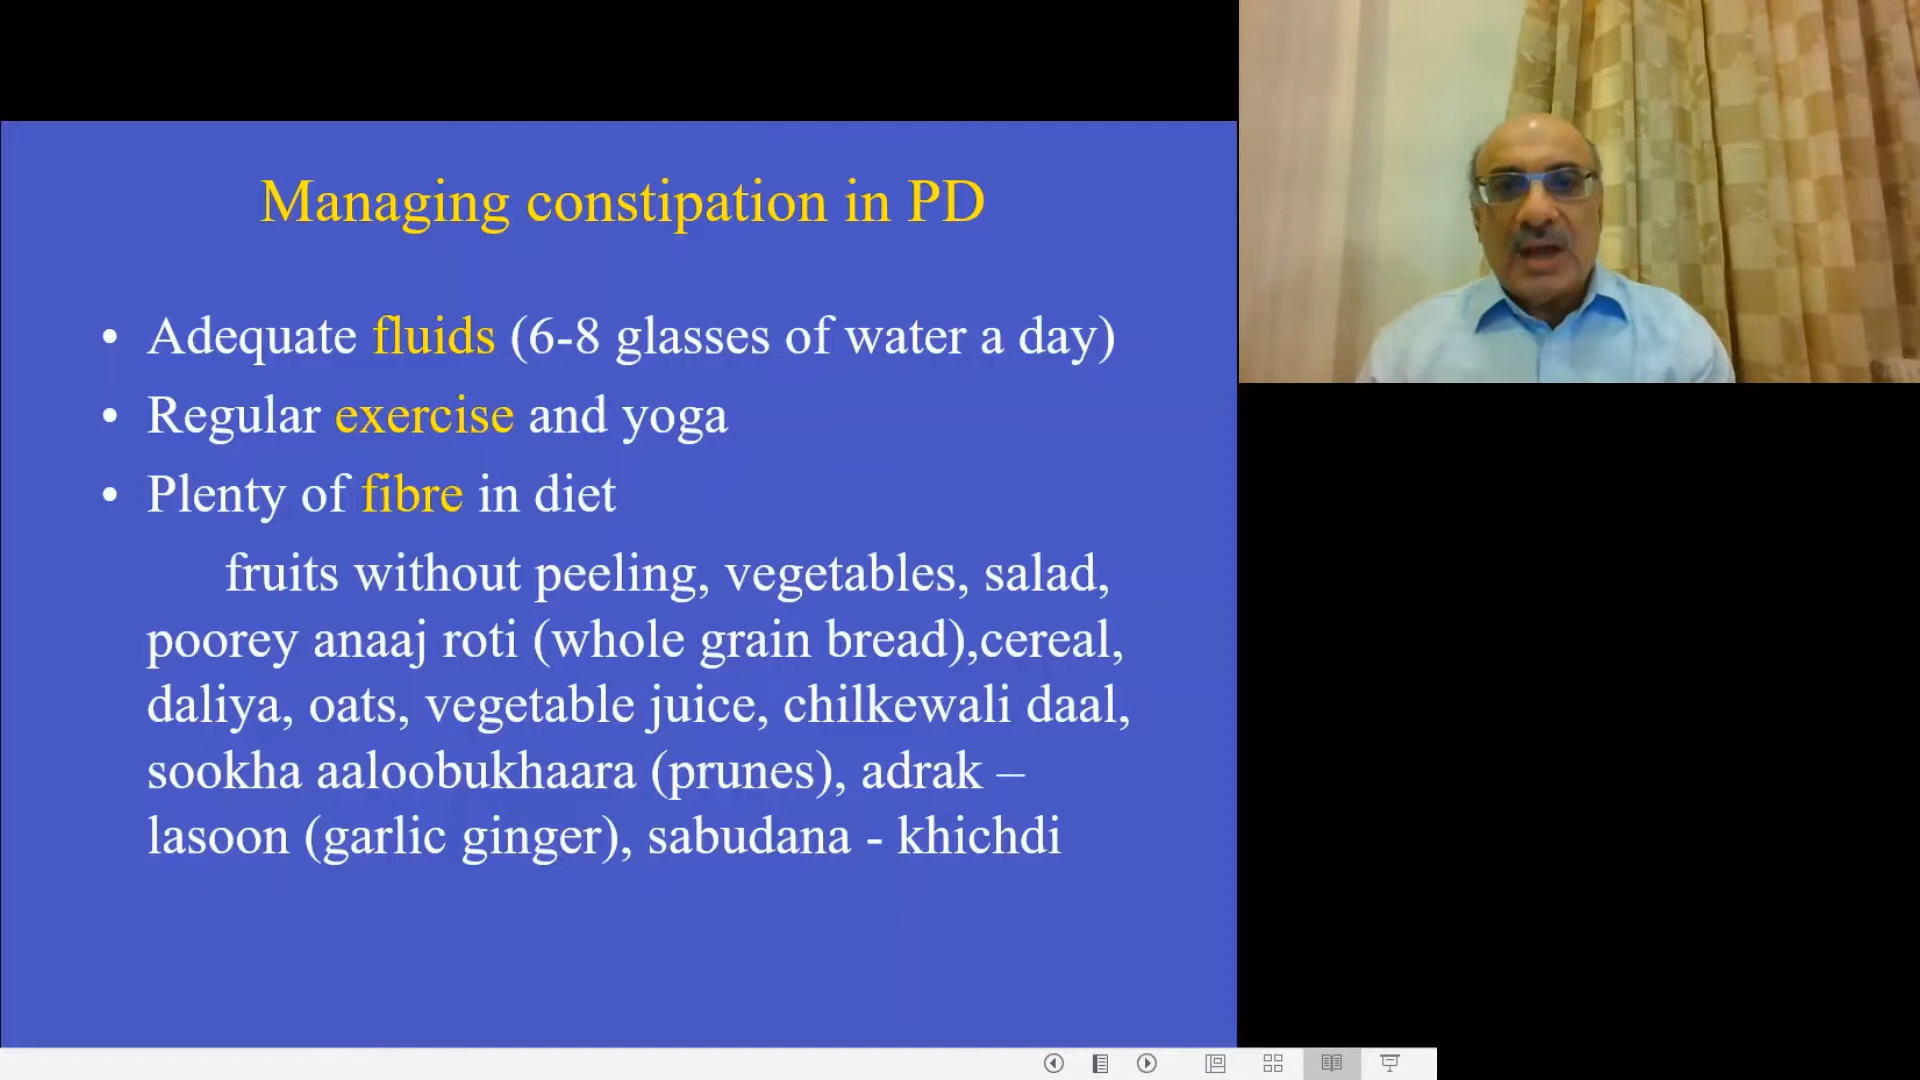 Managing constipation in PD
• Adequate fluids (6-8 glasses of water a day)
• Regular exercise and yoga
• Plenty of fibre in diet
fruits without peeling, vegetables, salad,
poorey anaaj roti (whole grain bread),cereal,
daliya, oats, vegetable juice, chilkewali daal,
sookha aaloobukhaara (prunes), adrak –
lasoon (garlic ginger), sabudana - khichdi